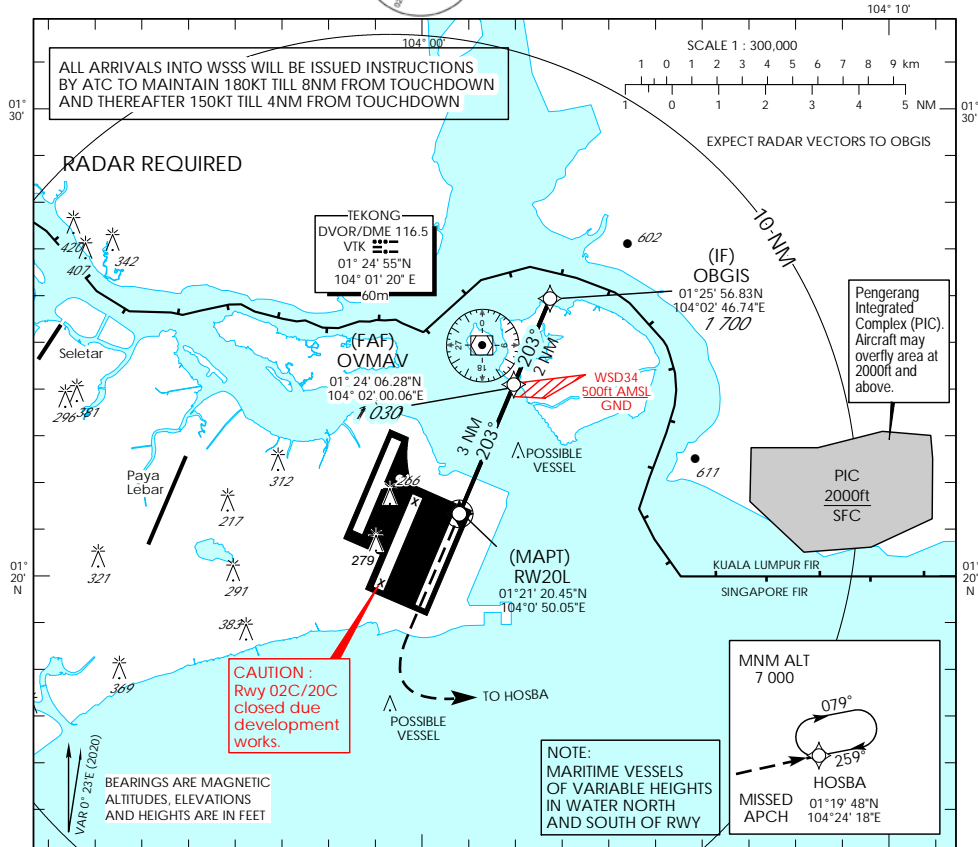 104° 10'
104° 00'
ALL ARRIVALS INTO WSSS WILL BE ISSUED INSTRUCTIONS
BY ATC TO MAINTAIN 180KT TILL 8NM FROM TOUCHDOWN
AND THEREAFTER 150KT TILL 4NM FROM TOUCHDOWN
SCALE 1 : 300,000
1 0 1 2 3 4 5 6 7 8 9 km
1 0 1 2 3 4 5 NM
01°
30'
01°
30'
EXPECT RADAR VECTORS TO OBGIS
RADAR REQUIRED
10 NM
TEKONG
DVOR/DME 116.5
VTK
01° 24' 55"N
104° 01' 20" E
60m
420
407
342
602
(IF)
OBGIS
01°25' 56.83N
104°02' 46.74"E
1 700
Pengerang
Integrated
Complex (PIC).
Aircraft may
overfly area at
2000ft and
above.
0
9
18
27
203°
2 NM
(FAF)
OVMAV
01° 24' 06.28"N
104° 02' 00.06"E
1 030
Seletar
296
381
WSD34
500ft AMSL
GND
3 NM
203°
POSSIBLE
VESSEL
611
PIC
2000ft
SFC
Paya
Lebar
312
217
266
X
279
X
321
291
383
369
(MAPT)
RW20L
01°21' 20.45"N
104°0' 50.05"E
KUALA LUMPUR FIR
SINGAPORE FIR
01°
20'
N
01°
20'
N
CAUTION :
Rwy 02C/20C
closed due
development
works.
TO HOSBA
POSSIBLE
VESSEL
MNM ALT
7 000
079°
259°
HOSBA
01°19' 48"N
104°24' 18"E
MISSED
APCH
NOTE:
MARITIME VESSELS
OF VARIABLE HEIGHTS
IN WATER NORTH
AND SOUTH OF RWY
VAR 0° 23'E (2020)
BEARINGS ARE MAGNETIC
ALTITUDES, ELEVATIONS
AND HEIGHTS ARE IN FEET